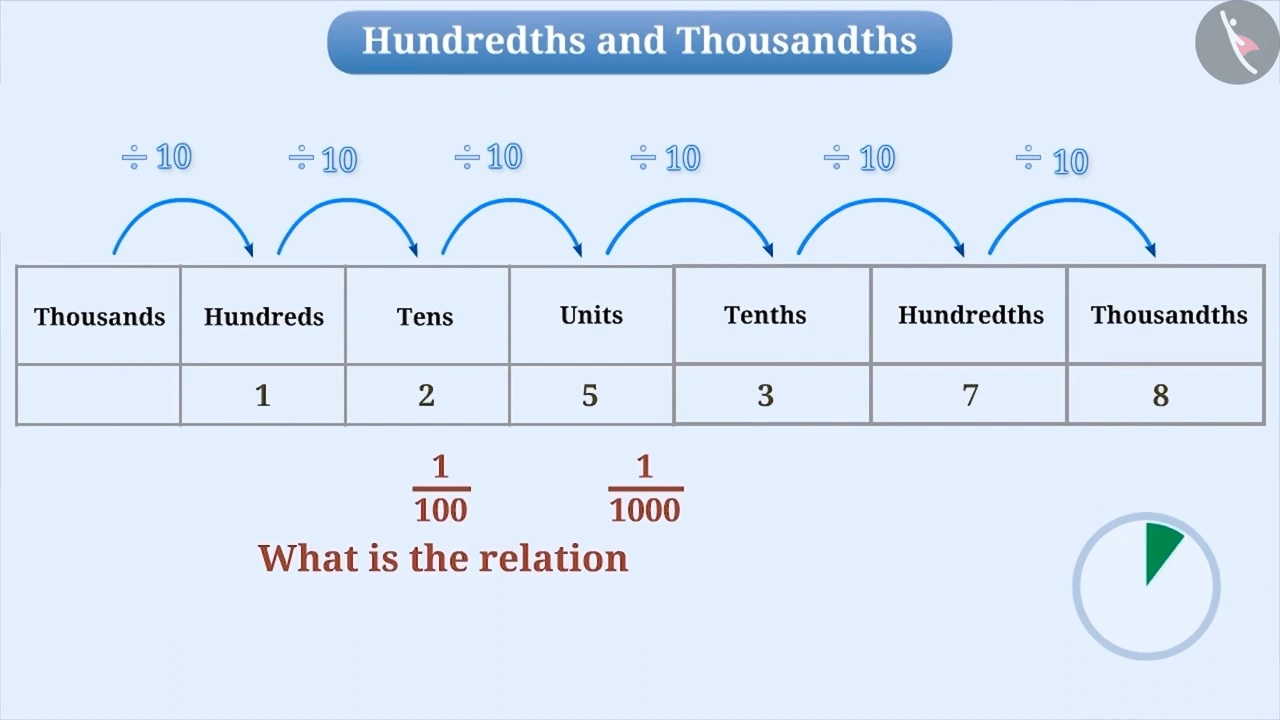 Hundredths and Thousandths
÷ 10 ÷ 10 ÷ 10 ÷ 10 ÷ 10 ÷ 10
Thousands Hundreds Tens Units Tenths Hundredths Thousandths
1 2 5 3 7 8
1 1
100 1000
What is the relation